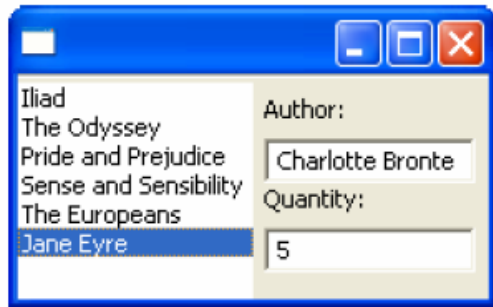 Iliad
The Odyssey
Pride and Prejudice
Sense and Sensibility
The Europeans
Jane Eyre
Author:
Charlotte Bronte
Quantity:
5